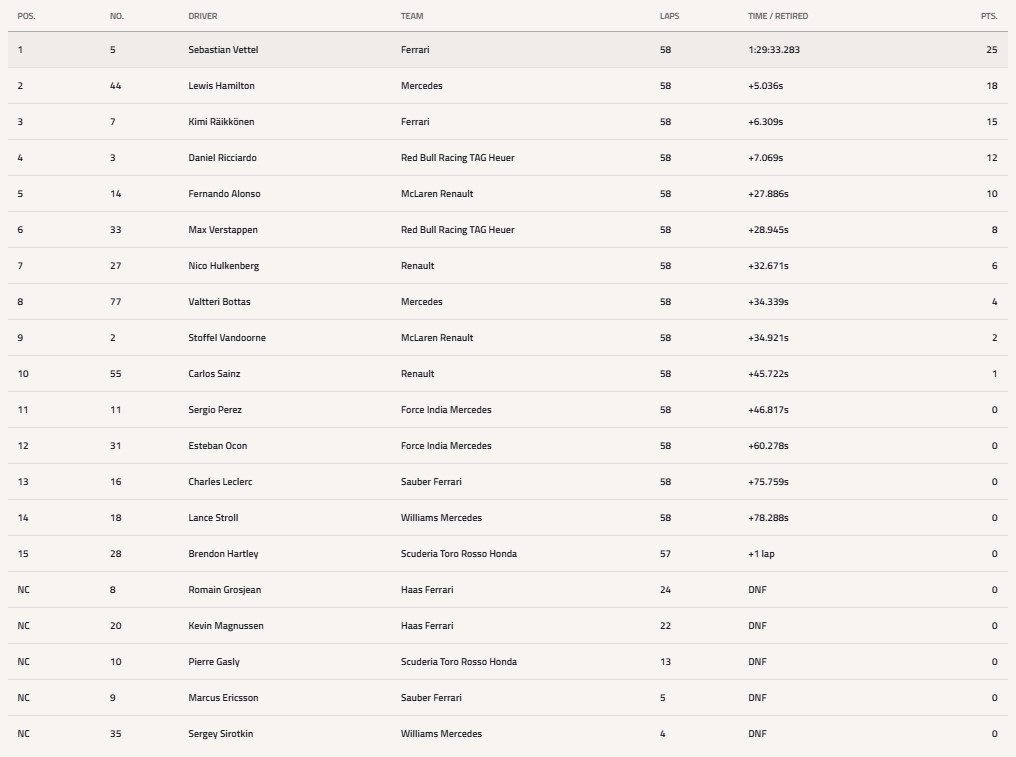 POS. NO. DRIVER TEAM LAPS TIME / RETIRED PTS.
1 5 Sebastian Vettel Ferrari 58 1:29:33.283 25
2 44 Lewis Hamilton Mercedes 58 +5.036s 18
3 7 Kimi Räikkönen Ferrari 58 +6.309s 15
4 3 Daniel Ricciardo Red Bull Racing TAG Heuer 58 +7.069s 12
5 14 Fernando Alonso McLaren Renault 58 +27.886s 10
6 33 Max Verstappen Red Bull Racing TAG Heuer 58 +28.945s 8
7 27 Nico Hulkenberg Renault 58 +32.671s 6
8 77 Valtteri Bottas Mercedes 58 +34.339s 4
9 2 Stoffel Vandoorne McLaren Renault 58 +34.921s 2
10 55 Carlos Sainz Renault 58 +45.722s 1
11 11 Sergio Perez Force India Mercedes 58 +46.817s 0
12 31 Esteban Ocon Force India Mercedes 58 +60.278s 0
13 16 Charles Leclerc Sauber Ferrari 58 +75.759s 0
14 18 Lance Stroll Williams Mercedes 58 +78.288s 0
15 28 Brendon Hartley Scuderia Toro Rosso Honda 57 +1 lap 0
NC 8 Romain Grosjean Haas Ferrari 24 DNF 0
NC 20 Kevin Magnussen Haas Ferrari 22 DNF 0
NC 10 Pierre Gasly Scuderia Toro Rosso Honda 13 DNF 0
NC 9 Marcus Ericsson Sauber Ferrari 5 DNF 0
NC 35 Sergey Sirotkin Williams Mercedes 4 DNF 0